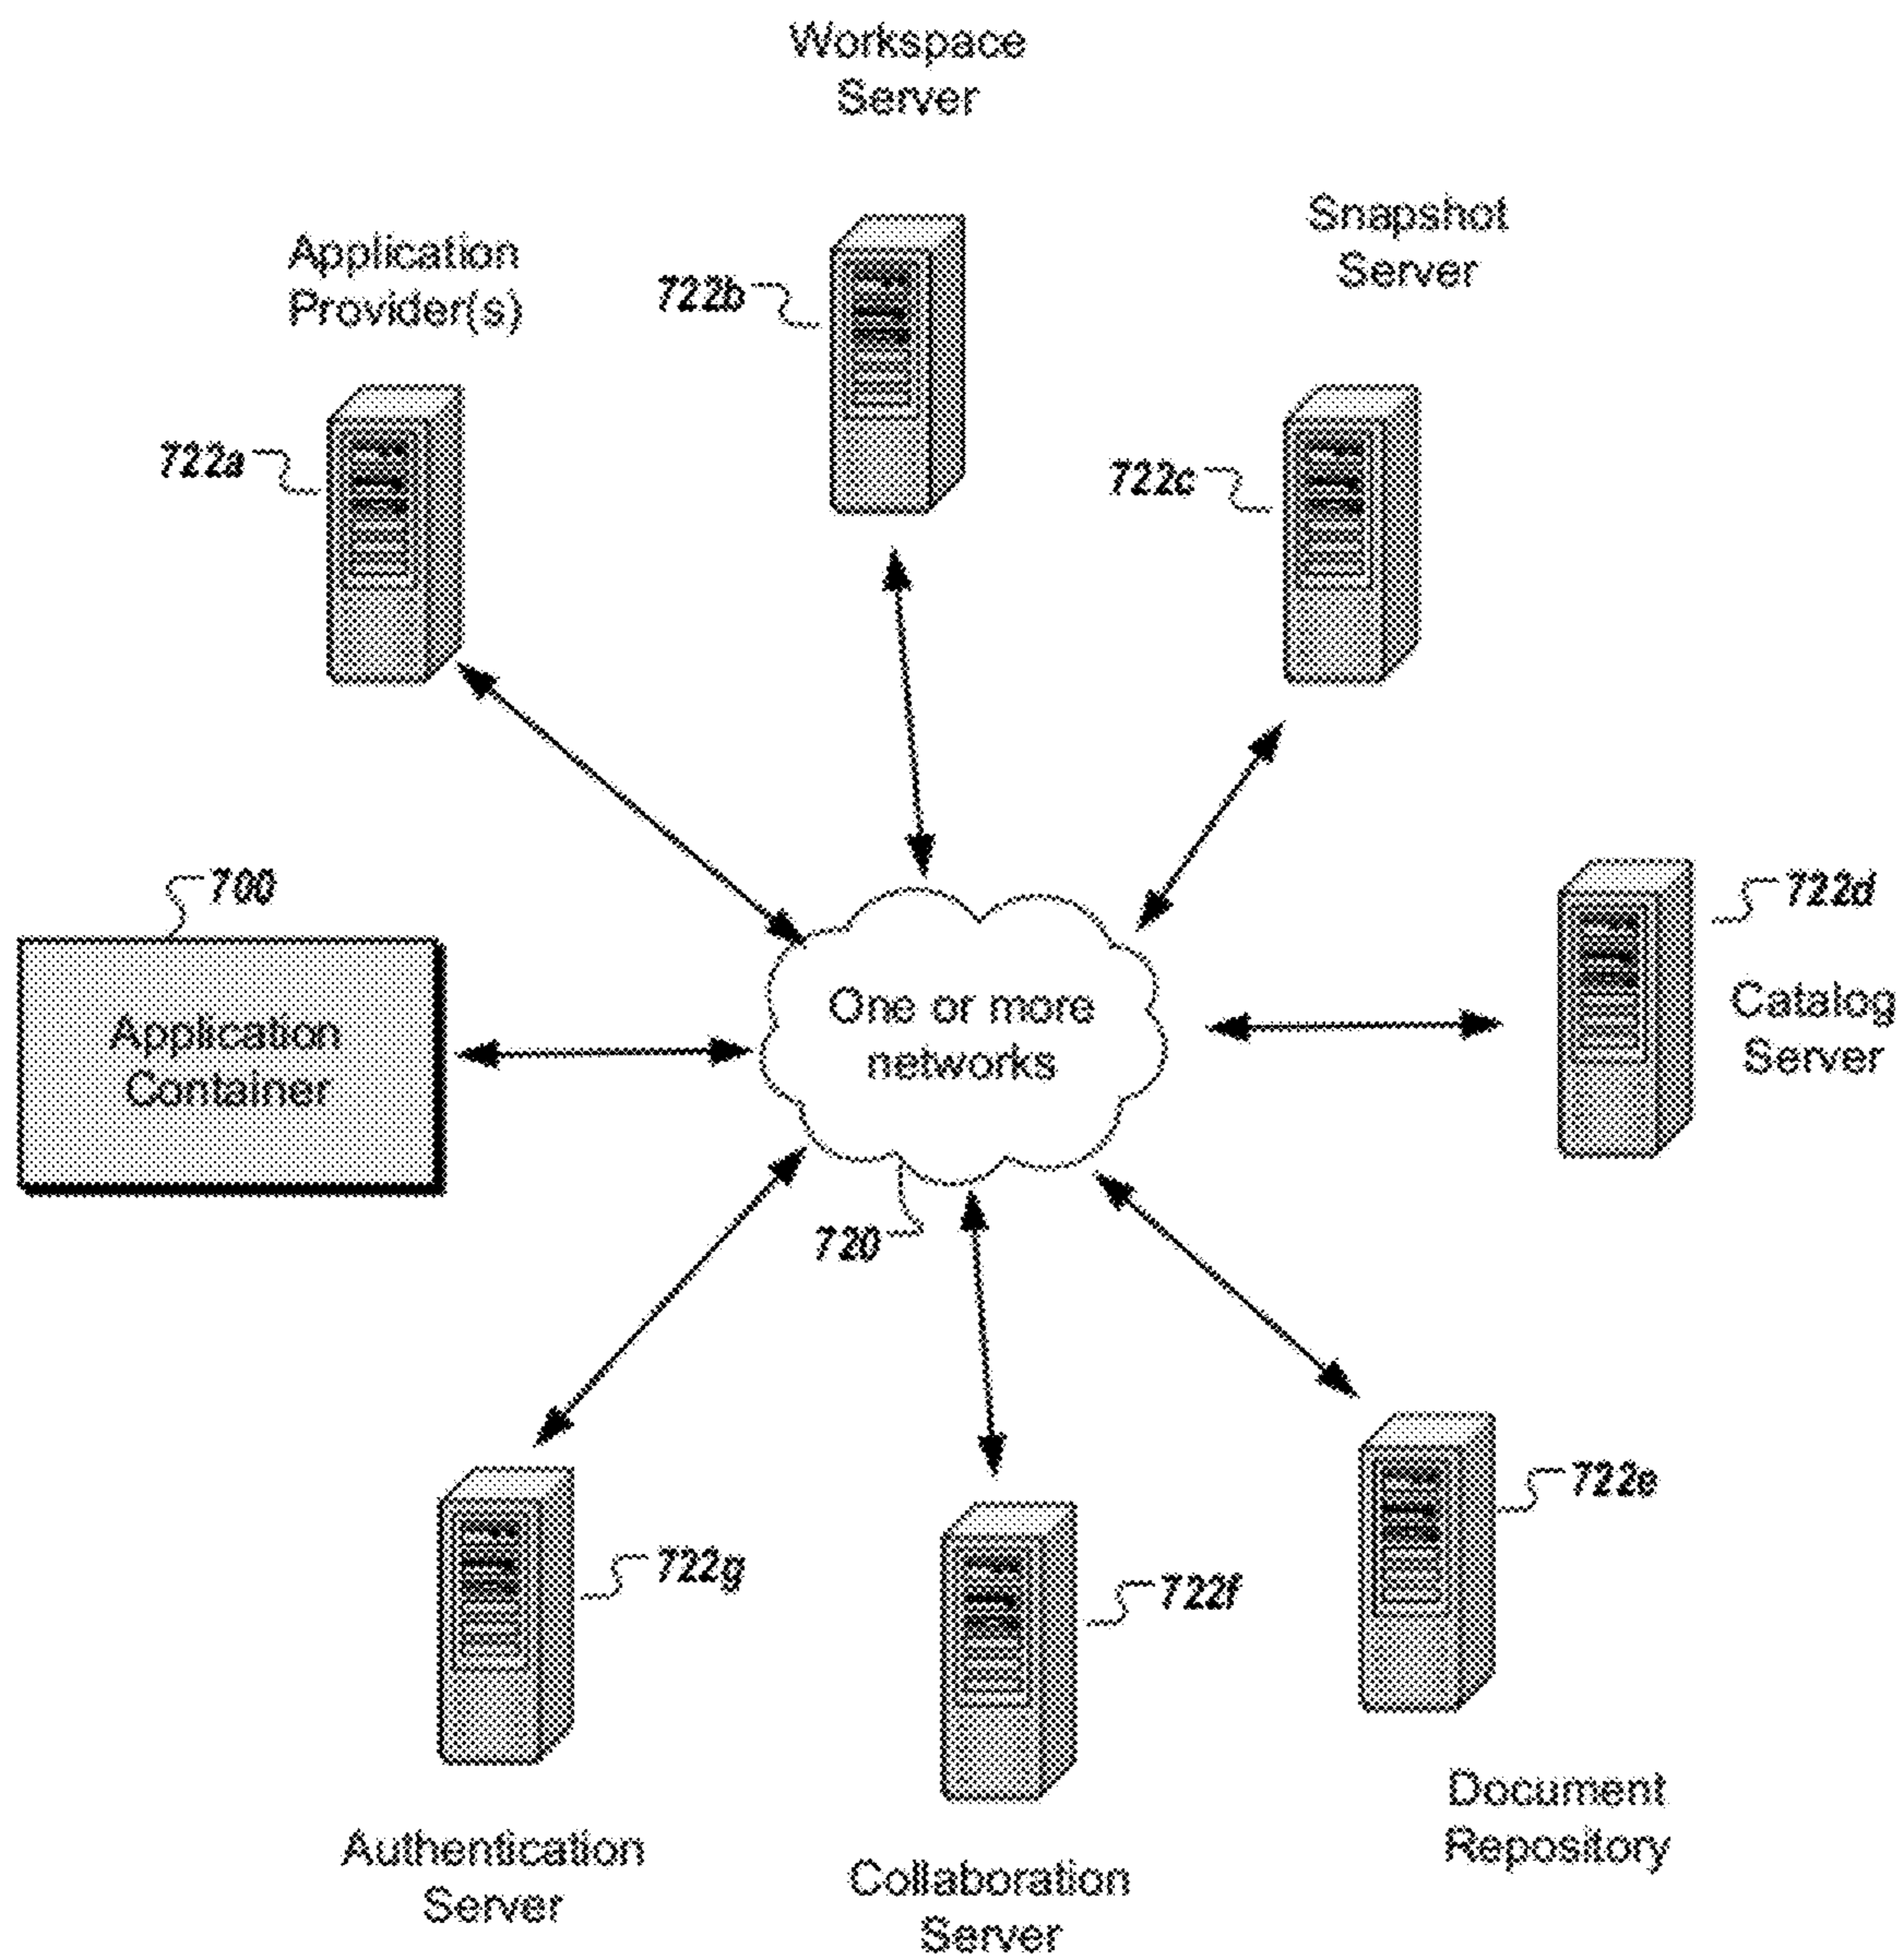 Workspace
Server
Snapshot
Server
Application
Provider(s)
722b
722a
722c
700
722d
Application
Container
One or more
networks
Catalog
Server
720
722e
722g
722f
Document
Repository
Authentication
Server
Collaboration
Server